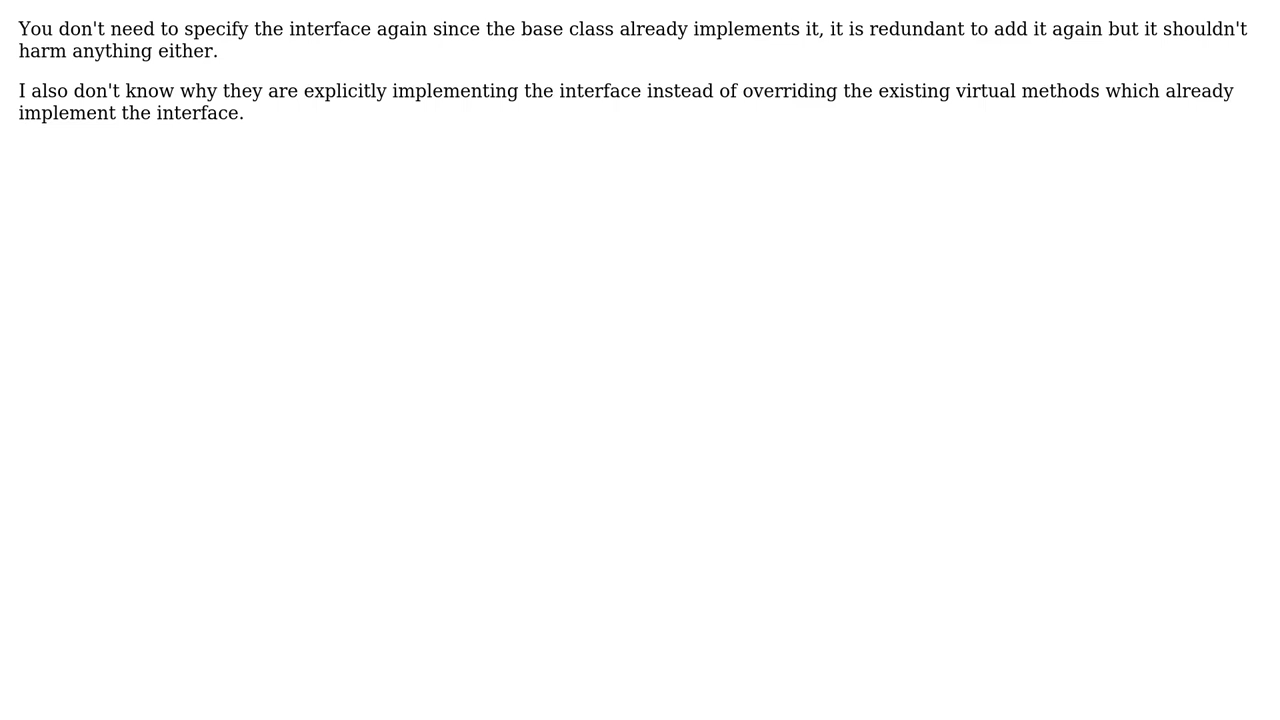 You don't need to specify the interface again since the base class already implements it, it is redundant to add it again but it shouldn't
harm anything either.
I also don't know why they are explicitly implementing the interface instead of overriding the existing virtual methods which already
implement the interface.